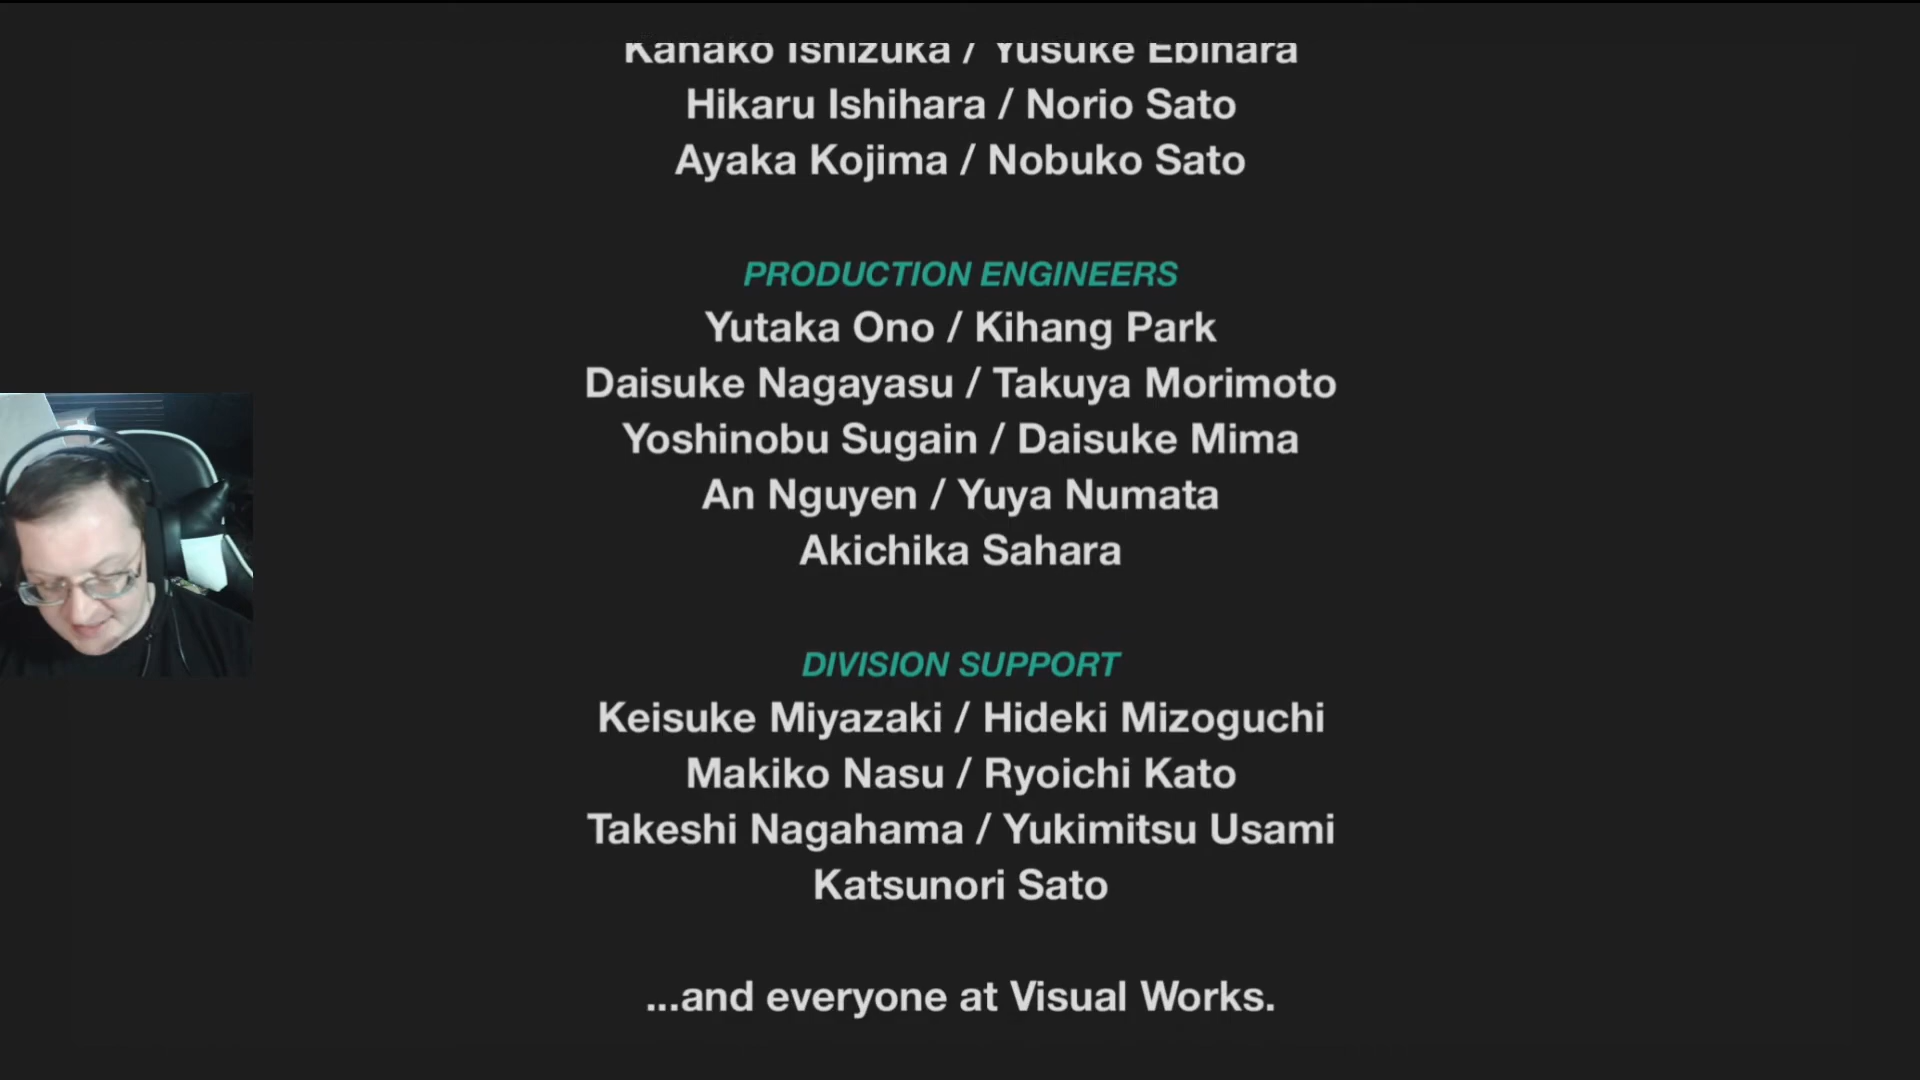 Kanako Ishizuka / Yusuke Ebihara
Hikaru Ishihara / Norio Sato
Ayaka Kojima / Nobuko Sato
PRODUCTION ENGINEERS
Yutaka Ono / Kihang Park
Daisuke Nagayasu / Takuya Morimoto
Yoshinobu Sugain / Daisuke Mima
An Nguyen / Yuya Numata
Akichika Sahara
DIVISION SUPPORT
Keisuke Miyazaki / Hideki Mizoguchi
Makiko Nasu / Ryoichi Kato
Takeshi Nagahama / Yukimitsu Usami
Katsunori Sato
...and everyone at Visual Works.